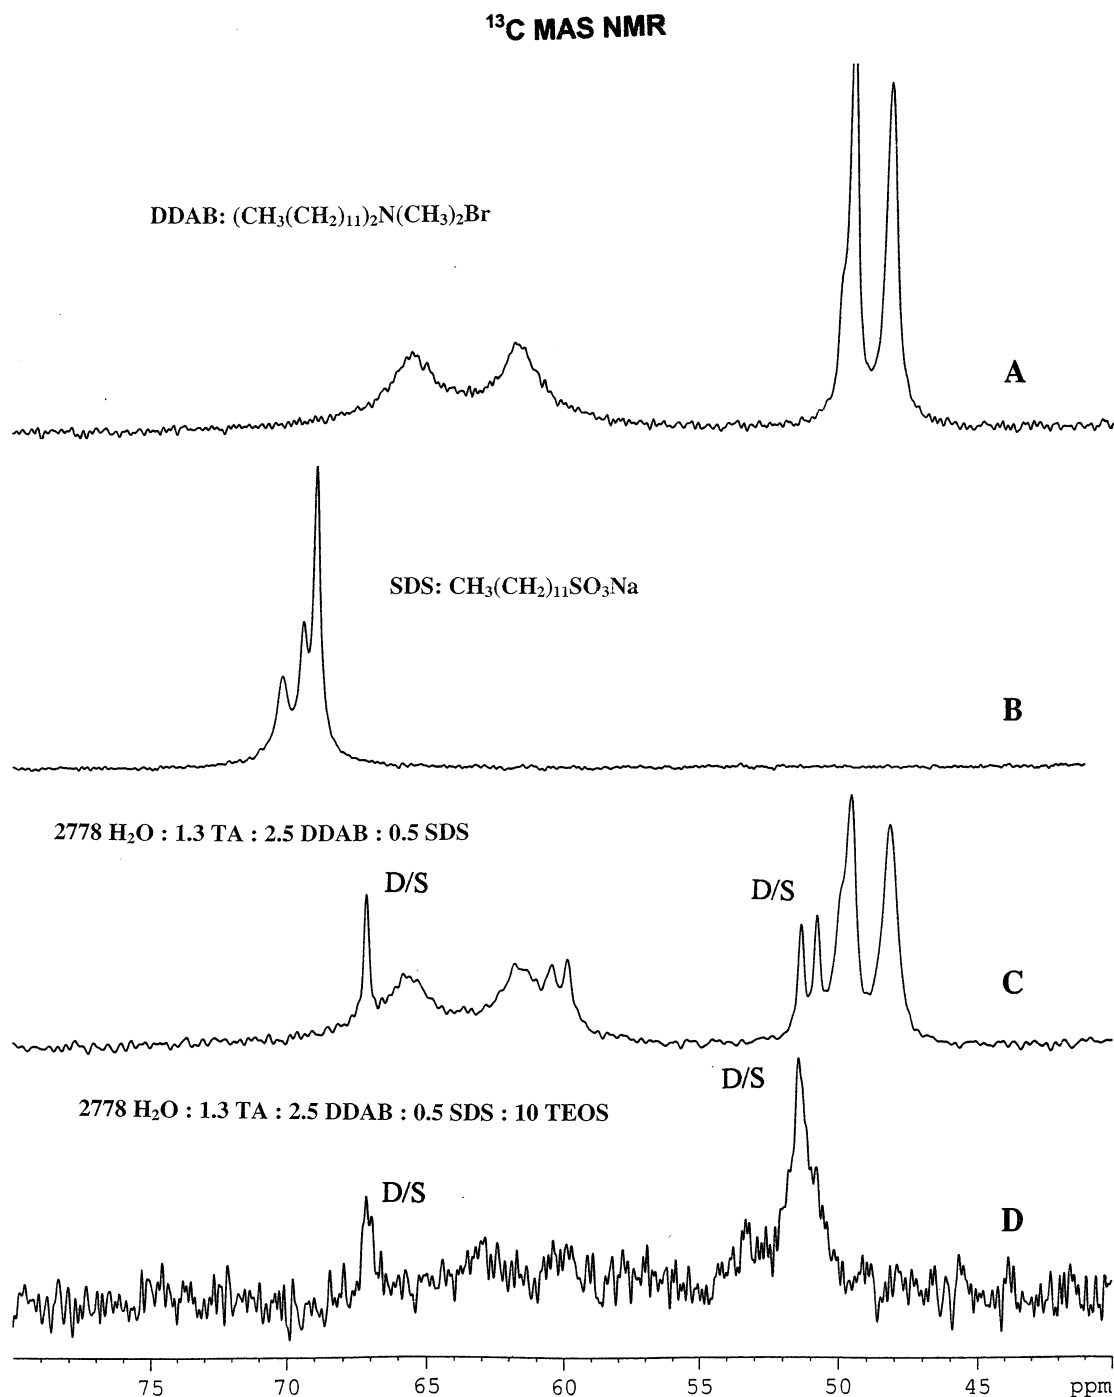 ¹³C MAS NMR
DDAB: (CH₃(CH₂)₁₁)₂N(CH₃)₂Br
A
SDS: CH₃(CH₂)₁₁SO₃Na
B
2778 H₂O : 1.3 TA : 2.5 DDAB : 0.5 SDS
D/S
D/S
C
D/S
2778 H₂O : 1.3 TA : 2.5 DDAB : 0.5 SDS : 10 TEOS
D/S
D
75 70 65 60 55 50 45 ppm